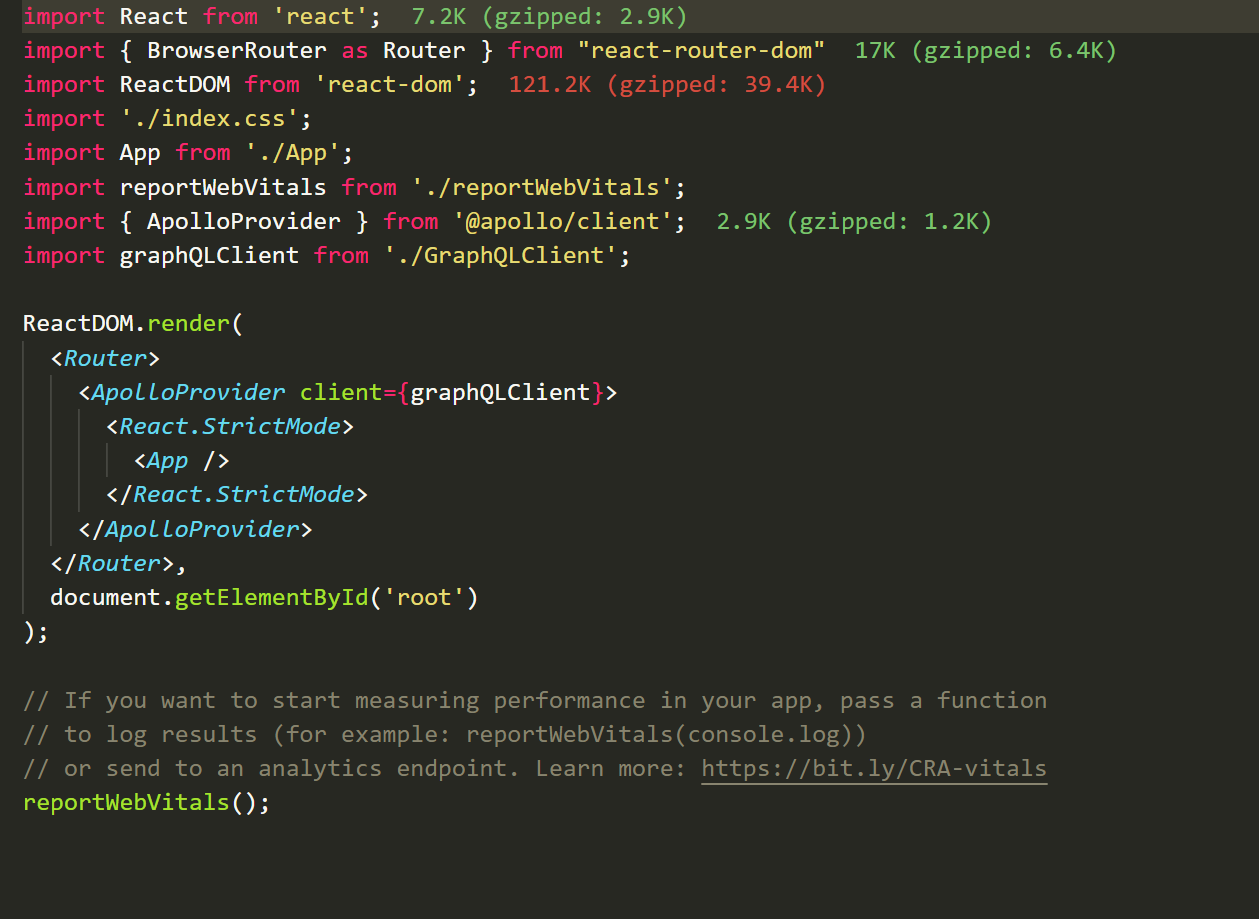 import React from 'react';  7.2K (gzipped: 2.9K)
import { BrowserRouter as Router } from "react-router-dom"  17K (gzipped: 6.4K)
import ReactDOM from 'react-dom';  121.2K (gzipped: 39.4K)
import './index.css';
import App from './App';
import reportWebVitals from './reportWebVitals';
import { ApolloProvider } from '@apollo/client';  2.9K (gzipped: 1.2K)
import graphQLClient from './GraphQLClient';

ReactDOM.render(
  <Router>
    <ApolloProvider client={graphQLClient}>
      <React.StrictMode>
        <App />
      </React.StrictMode>
    </ApolloProvider>
  </Router>,
  document.getElementById('root')
);

// If you want to start measuring performance in your app, pass a function
// to log results (for example: reportWebVitals(console.log))
// or send to an analytics endpoint. Learn more: https://bit.ly/CRA-vitals
reportWebVitals();